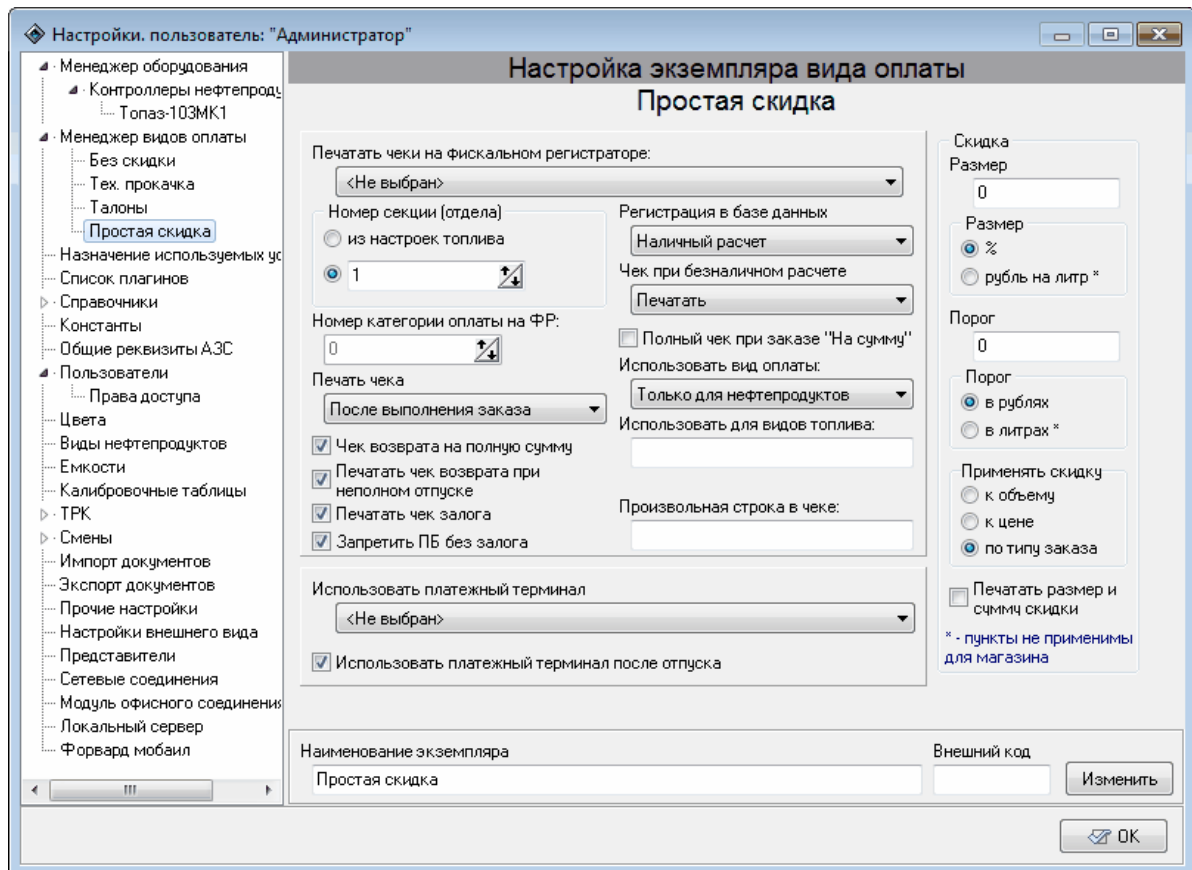 Настройки. пользователь: "Администратор"
Менеджер оборудования
Контроллеры нефтепроду
Топаз-103МК1
Менеджер видов оплаты
Без скидки
Тех. прокачка
Талоны
Простая скидка
Назначение используемых ус
Список плагинов
Справочники
Константы
Общие реквизиты АЗС
Пользователи
Права доступа
Цвета
Виды нефтепродуктов
Емкости
Калибровочные таблицы
ТРК
Смены
Импорт документов
Экспорт документов
Прочие настройки
Настройки внешнего вида
Представители
Сетевые соединения
Модуль офисного соединения
Локальный сервер
Форвард мобаил
Настройка экземпляра вида оплаты
Простая скидка
Печатать чеки на фискальном регистраторе:
<Не выбран>
Номер секции (отдела)
из настроек топлива
1
Номер категории оплаты на ФР:
0
Печать чека
После выполнения заказа
Чек возврата на полную сумму
Печатать чек возврата при
неполном отпуске
Печатать чек залога
Запретить ПБ без залога
Регистрация в базе данных
Наличный расчет
Чек при безналичном расчете
Печатать
Полный чек при заказе "На сумму"
Использовать вид оплаты:
Только для нефтепродуктов
Использовать для видов топлива:
Произвольная строка в чеке:
Использовать платежный терминал
<Не выбран>
Использовать платежный терминал после отпуска
Скидка
Размер
0
Размер
%
рубль на литр *
Порог
0
Порог
в рублях
в литрах *
Применять скидку
к объему
к цене
по типу заказа
Печатать размер и
сумму скидки
* - пункты не применимы
для магазина
Наименование экземпляра
Простая скидка
Внешний код
Изменить
OK